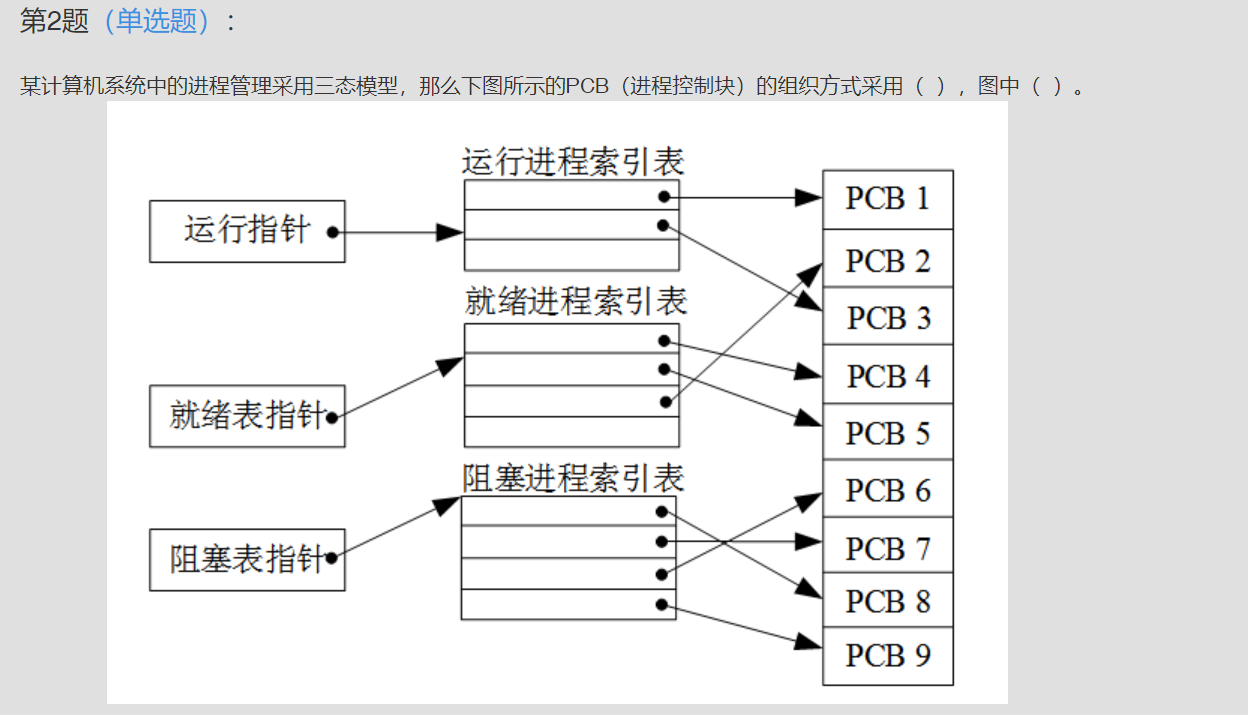 第2题（单选题）：
某计算机系统中的进程管理采用三态模型，那么下图所示的PCB（进程控制块）的组织方式采用（ ），图中（ ）。
运行进程索引表
运行指针
PCB 1
PCB 2
就绪进程索引表
PCB 3
PCB 4
就绪表指针
PCB 5
阻塞进程索引表
PCB 6
阻塞表指针
PCB 7
PCB 8
PCB 9